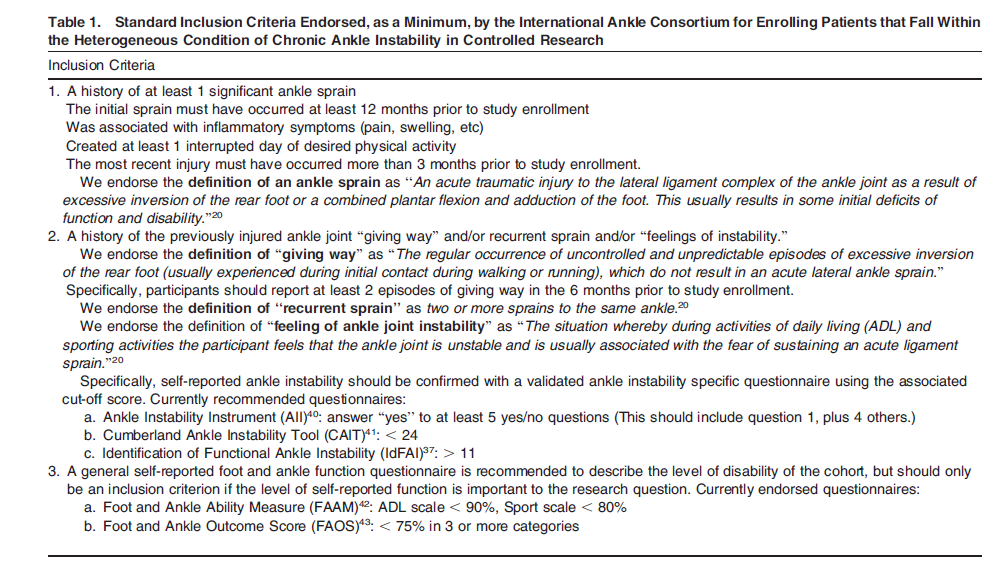 Table 1. Standard Inclusion Criteria Endorsed, as a Minimum, by the International Ankle Consortium for Enrolling Patients that Fall Within
the Heterogeneous Condition of Chronic Ankle Instability in Controlled Research
Inclusion Criteria
1. A history of at least 1 significant ankle sprain
The initial sprain must have occurred at least 12 months prior to study enrollment
Was associated with inflammatory symptoms (pain, swelling, etc)
Created at least 1 interrupted day of desired physical activity
The most recent injury must have occurred more than 3 months prior to study enrollment.
We endorse the definition of an ankle sprain as ‘‘An acute traumatic injury to the lateral ligament complex of the ankle joint as a result of
excessive inversion of the rear foot or a combined plantar flexion and adduction of the foot. This usually results in some initial deficits of
function and disability.’’20
2. A history of the previously injured ankle joint ‘‘giving way’’ and/or recurrent sprain and/or ‘‘feelings of instability.’’
We endorse the definition of ‘‘giving way’’ as ‘‘The regular occurrence of uncontrolled and unpredictable episodes of excessive inversion
of the rear foot (usually experienced during initial contact during walking or running), which do not result in an acute lateral ankle sprain.’’
Specifically, participants should report at least 2 episodes of giving way in the 6 months prior to study enrollment.
We endorse the definition of ‘‘recurrent sprain’’ as two or more sprains to the same ankle.20
We endorse the definition of ‘‘feeling of ankle joint instability’’ as ‘‘The situation whereby during activities of daily living (ADL) and
sporting activities the participant feels that the ankle joint is unstable and is usually associated with the fear of sustaining an acute ligament
sprain.’’20
Specifically, self-reported ankle instability should be confirmed with a validated ankle instability specific questionnaire using the associated
cut-off score. Currently recommended questionnaires:
a. Ankle Instability Instrument (AII)40: answer ‘‘yes’’ to at least 5 yes/no questions (This should include question 1, plus 4 others.)
b. Cumberland Ankle Instability Tool (CAIT)41: < 24
c. Identification of Functional Ankle Instability (IdFAI)37: > 11
3. A general self-reported foot and ankle function questionnaire is recommended to describe the level of disability of the cohort, but should only
be an inclusion criterion if the level of self-reported function is important to the research question. Currently endorsed questionnaires:
a. Foot and Ankle Ability Measure (FAAM)42: ADL scale < 90%, Sport scale < 80%
b. Foot and Ankle Outcome Score (FAOS)43: < 75% in 3 or more categories